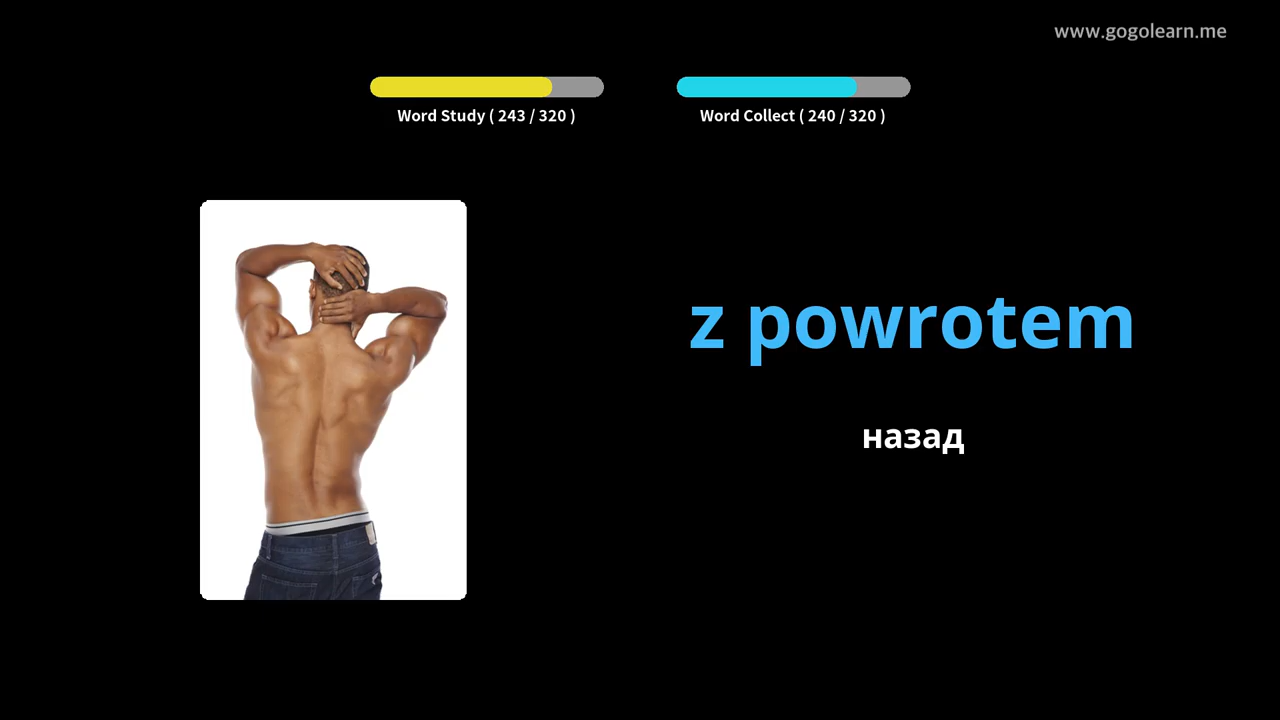 www.gogolearn.me
Word Study ( 243 / 320 )
Word Collect ( 240 / 320 )
z powrotem
назад